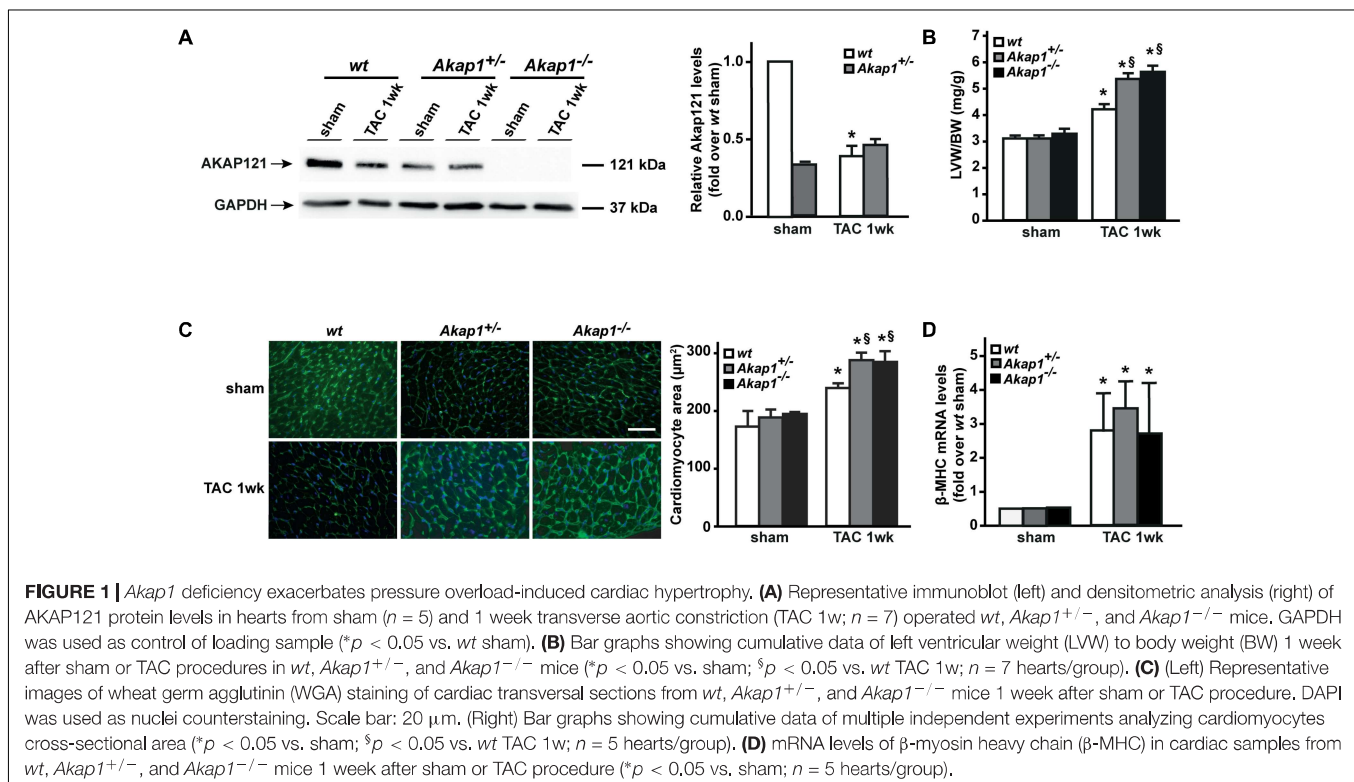 A
wt
Akap1+/-
Akap1-/-
sham
TAC 1wk
sham
TAC 1wk
sham
TAC 1wk
AKAP121
121 kDa
GAPDH
37 kDa
Relative Akap121 levels
(fold over wt sham)
1.0
0.5
0.0
wt
Akap1+/-
*
sham
TAC 1wk
B
LVW/BW (mg/g)
7
6
5
4
3
2
1
0
wt
Akap1+/-
Akap1-/-
*
*§
*§
sham
TAC 1wk
C
wt
Akap1+/-
Akap1-/-
sham
TAC 1wk
Cardiomyocyte area (µm²)
300
200
100
0
wt
Akap1+/-
Akap1-/-
*
*§
*§
sham
TAC 1wk
D
β-MHC mRNA levels
(fold over wt sham)
5
4
3
2
1
0
wt
Akap1+/-
Akap1-/-
*
*
*
sham
TAC 1wk
FIGURE 1 | Akap1 deficiency exacerbates pressure overload-induced cardiac hypertrophy. (A) Representative immunoblot (left) and densitometric analysis (right) of
AKAP121 protein levels in hearts from sham (n = 5) and 1 week transverse aortic constriction (TAC 1w; n = 7) operated wt, Akap1+/−, and Akap1−/− mice. GAPDH
was used as control of loading sample (*p < 0.05 vs. wt sham). (B) Bar graphs showing cumulative data of left ventricular weight (LVW) to body weight (BW) 1 week
after sham or TAC procedures in wt, Akap1+/−, and Akap1−/− mice (*p < 0.05 vs. sham; §p < 0.05 vs. wt TAC 1w; n = 7 hearts/group). (C) (Left) Representative
images of wheat germ agglutinin (WGA) staining of cardiac transversal sections from wt, Akap1+/−, and Akap1−/− mice 1 week after sham or TAC procedure. DAPI
was used as nuclei counterstaining. Scale bar: 20 µm. (Right) Bar graphs showing cumulative data of multiple independent experiments analyzing cardiomyocytes
cross-sectional area (*p < 0.05 vs. sham; §p < 0.05 vs. wt TAC 1w; n = 5 hearts/group). (D) mRNA levels of β-myosin heavy chain (β-MHC) in cardiac samples from
wt, Akap1+/−, and Akap1−/− mice 1 week after sham or TAC procedure (*p < 0.05 vs. sham; n = 5 hearts/group).